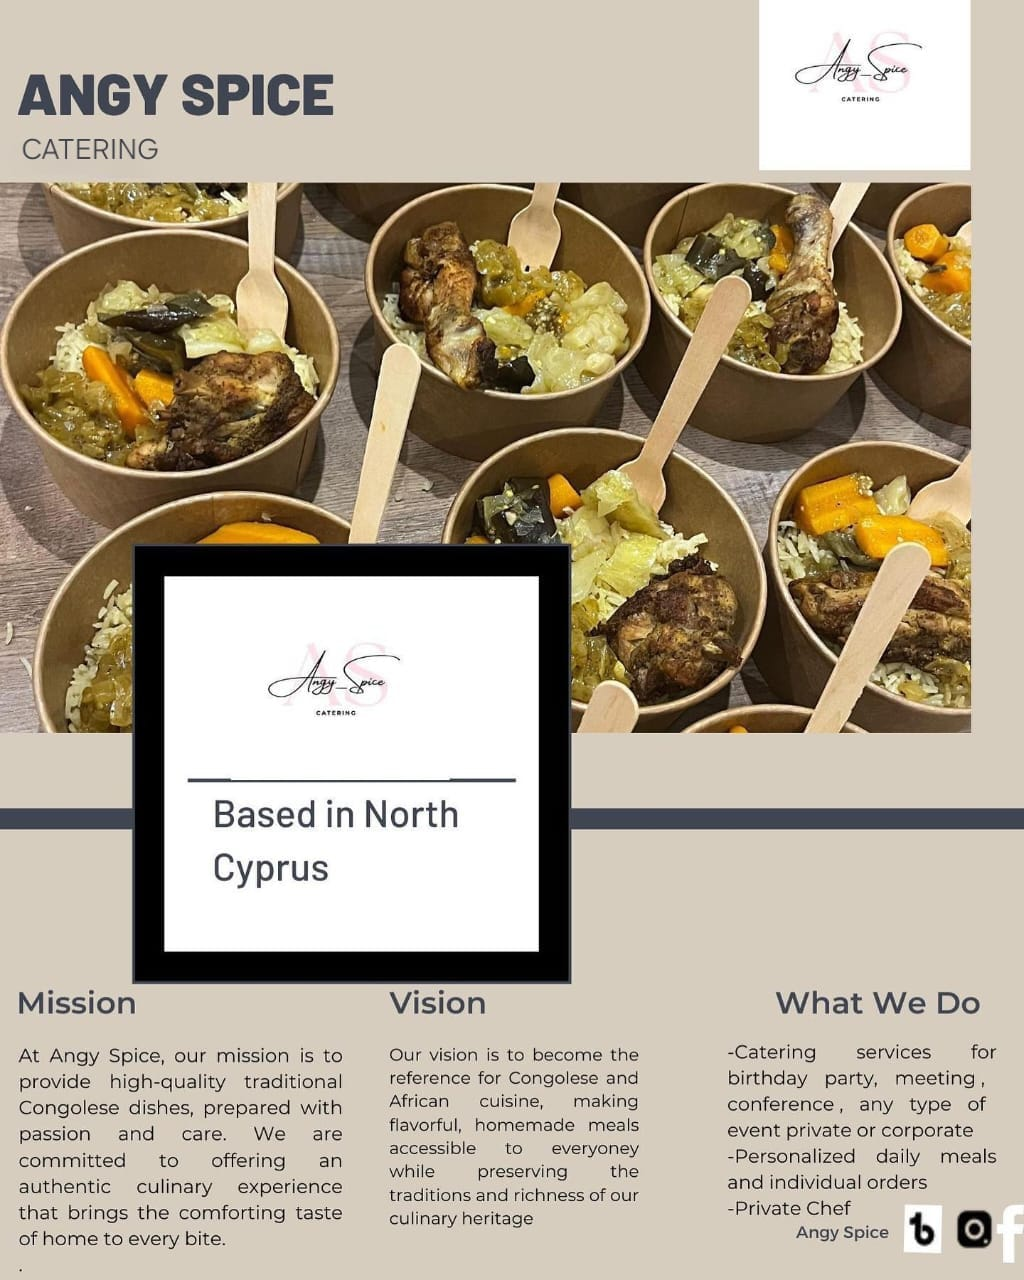 ANGY SPICE
CATERING
AS
Angy_Spice
CATERING
AS
Angy_Spice
CATERING
Based in North
Cyprus
Mission
At Angy Spice, our mission is to
provide high-quality traditional
Congolese dishes, prepared with
passion and care. We are
committed to offering an
authentic culinary experience
that brings the comforting taste
of home to every bite.
.
Vision
Our vision is to become the
reference for Congolese and
African cuisine, making
flavorful, homemade meals
accessible to everyoney
while preserving the
traditions and richness of our
culinary heritage
What We Do
-Catering services for
birthday party, meeting ,
conference , any type of
event private or corporate
-Personalized daily meals
and individual orders
-Private Chef
Angy Spice